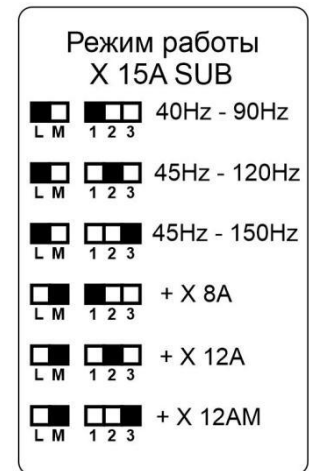 Режим работы
X 15A SUB
40Hz - 90Hz
L M 1 2 3
45Hz - 120Hz
L M 1 2 3
45Hz - 150Hz
L M 1 2 3
+ X 8A
L M 1 2 3
+ X 12A
L M 1 2 3
+ X 12AM
L M 1 2 3